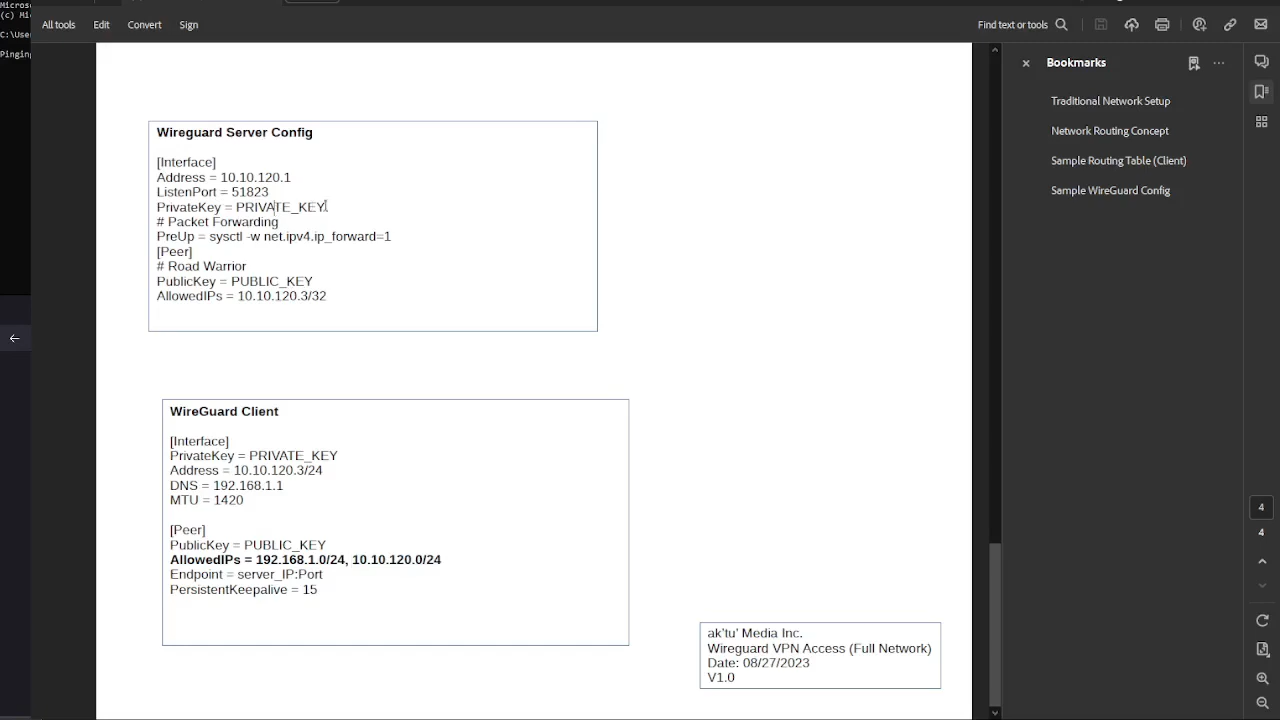 Microso
(c) Mi
C:\Use
Pinging
All tools
Edit
Convert
Sign
Find text or tools
Wireguard Server Config
[Interface]
Address = 10.10.120.1
ListenPort = 51823
PrivateKey = PRIVATE_KEY
# Packet Forwarding
PreUp = sysctl -w net.ipv4.ip_forward=1
[Peer]
# Road Warrior
PublicKey = PUBLIC_KEY
AllowedIPs = 10.10.120.3/32
WireGuard Client
[Interface]
PrivateKey = PRIVATE_KEY
Address = 10.10.120.3/24
DNS = 192.168.1.1
MTU = 1420
[Peer]
PublicKey = PUBLIC_KEY
AllowedIPs = 192.168.1.0/24, 10.10.120.0/24
Endpoint = server_IP:Port
PersistentKeepalive = 15
ak'tu' Media Inc.
Wireguard VPN Access (Full Network)
Date: 08/27/2023
V1.0
Bookmarks
Traditional Network Setup
Network Routing Concept
Sample Routing Table (Client)
Sample WireGuard Config
4
4